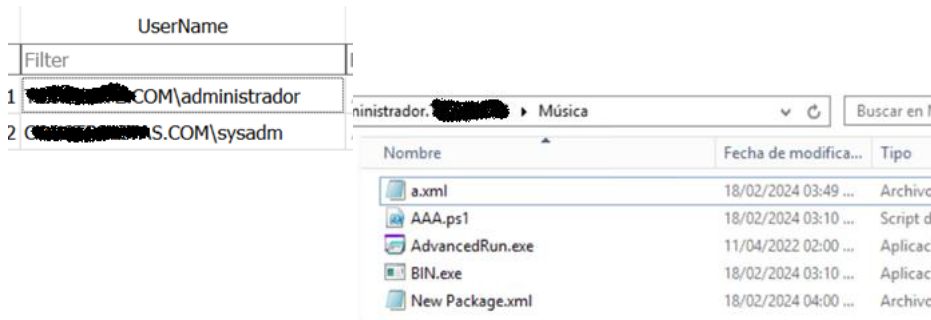 UserName
Filter
1 COM\administrador
2 S.COM\sysadm
ministrador. Música
Buscar en
Nombre Fecha de modifica... Tipo
a.xml 18/02/2024 03:49 ... Archivo
AAA.ps1 18/02/2024 03:10 ... Script d
AdvancedRun.exe 11/04/2022 02:00 ... Aplicac
BIN.exe 18/02/2024 03:10 ... Aplicac
New Package.xml 18/02/2024 04:00 ... Archivo